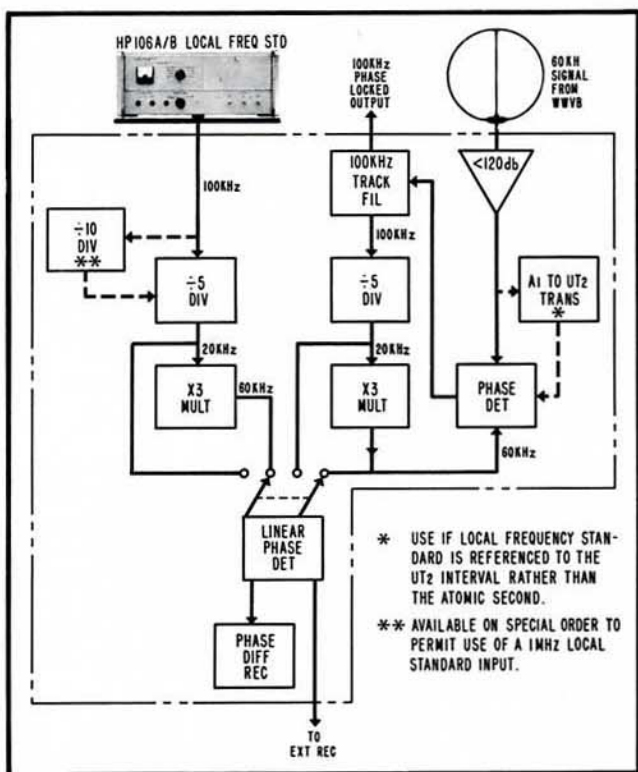 HP106A/B LOCAL FREQ STD
100KHz
PHASE
LOCKED
OUTPUT
60KH
SIGNAL
FROM
WWVB
<120db
100KHz
100KHz
TRACK
FIL
÷10
DIV
**
100KHz
÷5
DIV
÷5
DIV
A1 TO UT2
TRANS
*
20KHz
20KHz
X3
MULT
60KHz
X3
MULT
PHASE
DET
60KHz
LINEAR
PHASE
DET
PHASE
DIFF
REC
TO
EXT REC
* USE IF LOCAL FREQUENCY STAN-
DARD IS REFERENCED TO THE
UT2 INTERVAL RATHER THAN
THE ATOMIC SECOND.
** AVAILABLE ON SPECIAL ORDER TO
PERMIT USE OF A 1MHz LOCAL
STANDARD INPUT.